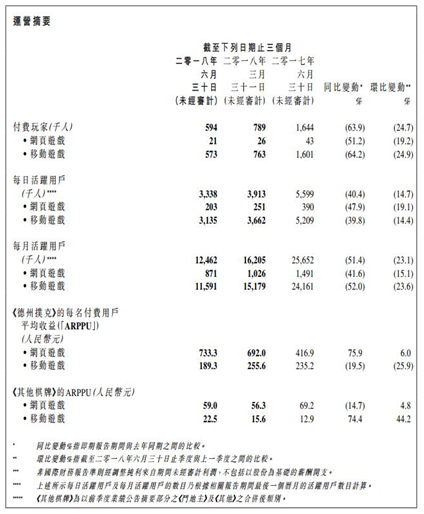 運營摘要
截至下列日期止三個月
二零一八年 二零一八年 二零一七年
六月 三月 六月
三十日 三十一日 三十日 同比變動* 環比變動**
(未經審計) (未經審計) (未經審計) % %
付費玩家(千人) 594 789 1,644 (63.9) (24.7)
• 網頁遊戲 21 26 43 (51.2) (19.2)
• 移動遊戲 573 763 1,601 (64.2) (24.9)
每日活躍用戶
(千人)**** 3,338 3,913 5,599 (40.4) (14.7)
• 網頁遊戲 203 251 390 (47.9) (19.1)
• 移動遊戲 3,135 3,662 5,209 (39.8) (14.4)
每月活躍用戶
(千人)**** 12,462 16,205 25,652 (51.4) (23.1)
• 網頁遊戲 871 1,026 1,491 (41.6) (15.1)
• 移動遊戲 11,591 15,179 24,161 (52.0) (23.6)
《德州撲克》的每名付費用戶
平均收益(「ARPPU」)
(人民幣元)
• 網頁遊戲 733.3 692.0 416.9 75.9 6.0
• 移動遊戲 189.3 255.6 235.2 (19.5) (25.9)
《其他棋牌》的ARPPU(人民幣元)
• 網頁遊戲 59.0 56.3 69.2 (14.7) 4.8
• 移動遊戲 22.5 15.6 12.9 74.4 44.2
* 同比變動%指即期報告期間與去年同期之間的比較。
** 環比變動%指截至二零一八年六月三十日止季度與上一季度之間的比較。
*** 非國際財務報告準則經調整純利來自期間未經審計利潤,不包括以股份為基礎的薪酬開支。
**** 上述所示每日活躍用戶及每月活躍用戶的數目乃根據相關報告期間最後一個曆月的活躍用戶數目計算。
***** 《其他棋牌》為以前季度業績公告摘要部分之《鬥地主》及《其他》之合併後類別。